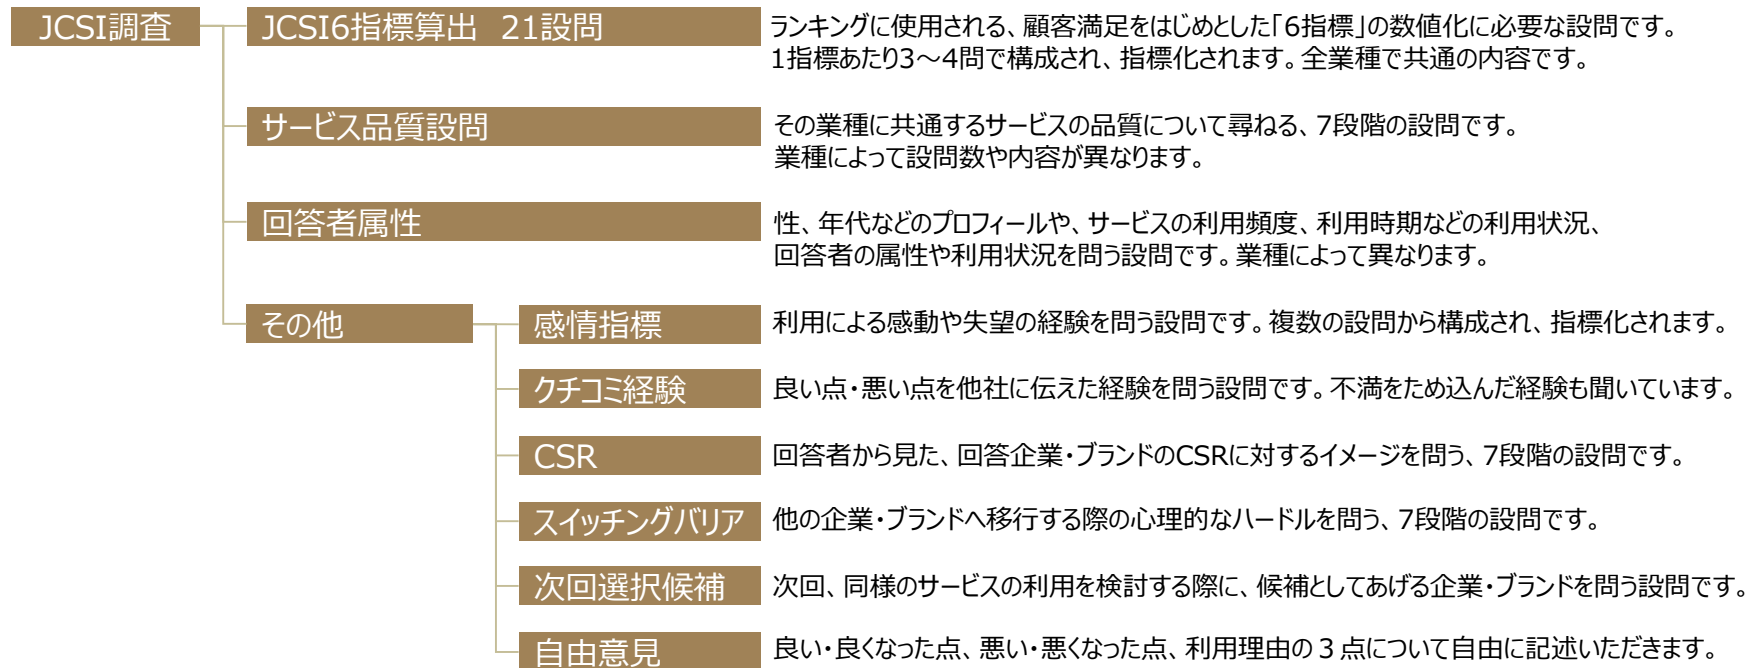 JCSI調査
JCSI6指標算出 21設問
ランキングに使用される、顧客満足をはじめとした「6指標」の数値化に必要な設問です。
1指標あたり3～4問で構成され、指標化されます。全業種で共通の内容です。
サービス品質設問
その業種に共通するサービスの品質について尋ねる、7段階の設問です。
業種によって設問数や内容が異なります。
回答者属性
性、年代などのプロフィールや、サービスの利用頻度、利用時期などの利用状況、
回答者の属性や利用状況を問う設問です。業種によって異なります。
その他
感情指標
利用による感動や失望の経験を問う設問です。複数の設問から構成され、指標化されます。
クチコミ経験
良い点・悪い点を他社に伝えた経験を問う設問です。不満をため込んだ経験も聞いています。
CSR
回答者から見た、回答企業・ブランドのCSRに対するイメージを問う、7段階の設問です。
スイッチングバリア
他の企業・ブランドへ移行する際の心理的なハードルを問う、7段階の設問です。
次回選択候補
次回、同様のサービスの利用を検討する際に、候補としてあげる企業・ブランドを問う設問です。
自由意見
良い・良くなった点、悪い・悪くなった点、利用理由の３点について自由に記述いただきます。